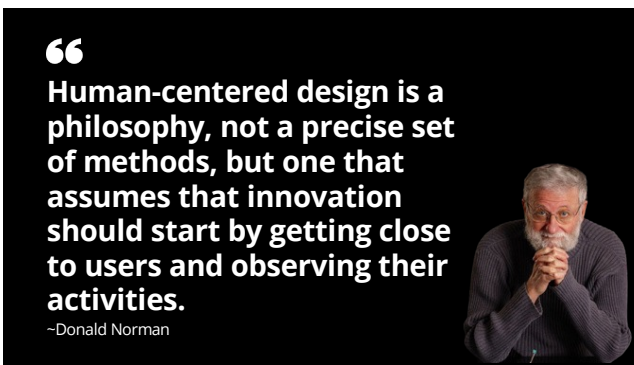 “
Human-centered design is a
philosophy, not a precise set
of methods, but one that
assumes that innovation
should start by getting close
to users and observing their
activities.
~Donald Norman